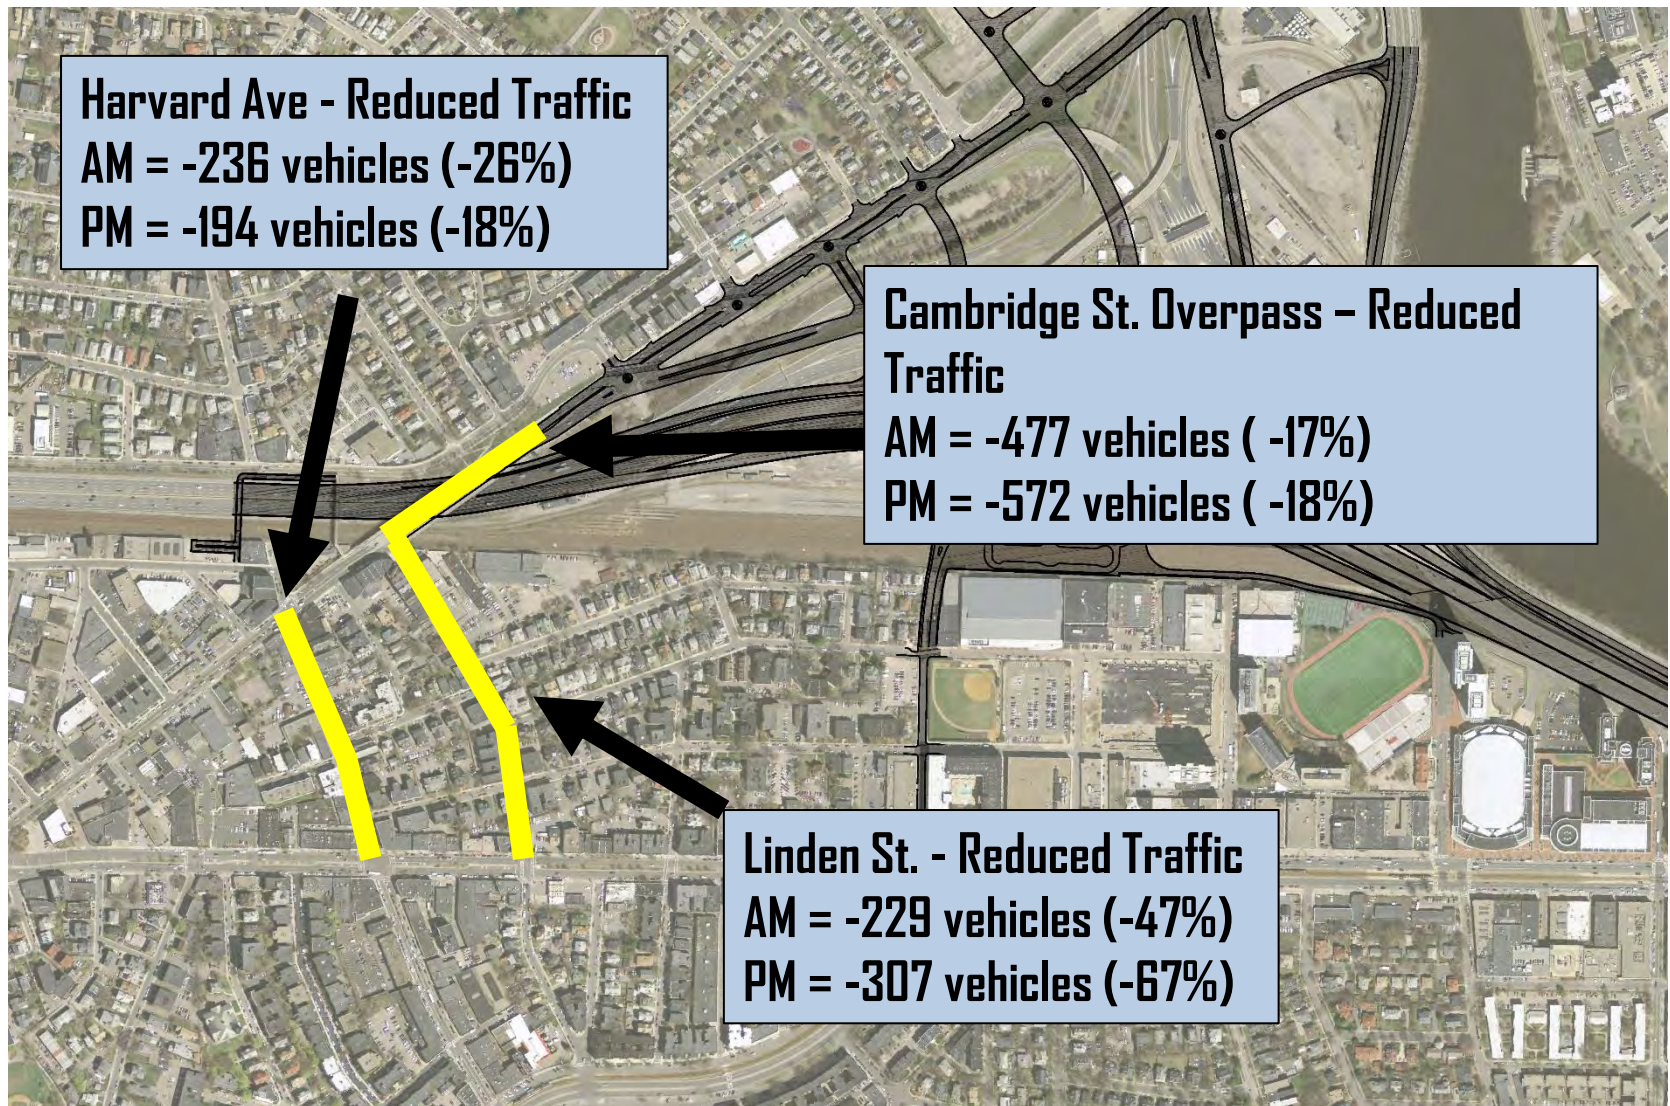 Harvard Ave - Reduced Traffic
AM = -236 vehicles (-26%)
PM = -194 vehicles (-18%)
Cambridge St. Overpass – Reduced
Traffic
AM = -477 vehicles ( -17%)
PM = -572 vehicles ( -18%)
Linden St. - Reduced Traffic
AM = -229 vehicles (-47%)
PM = -307 vehicles (-67%)